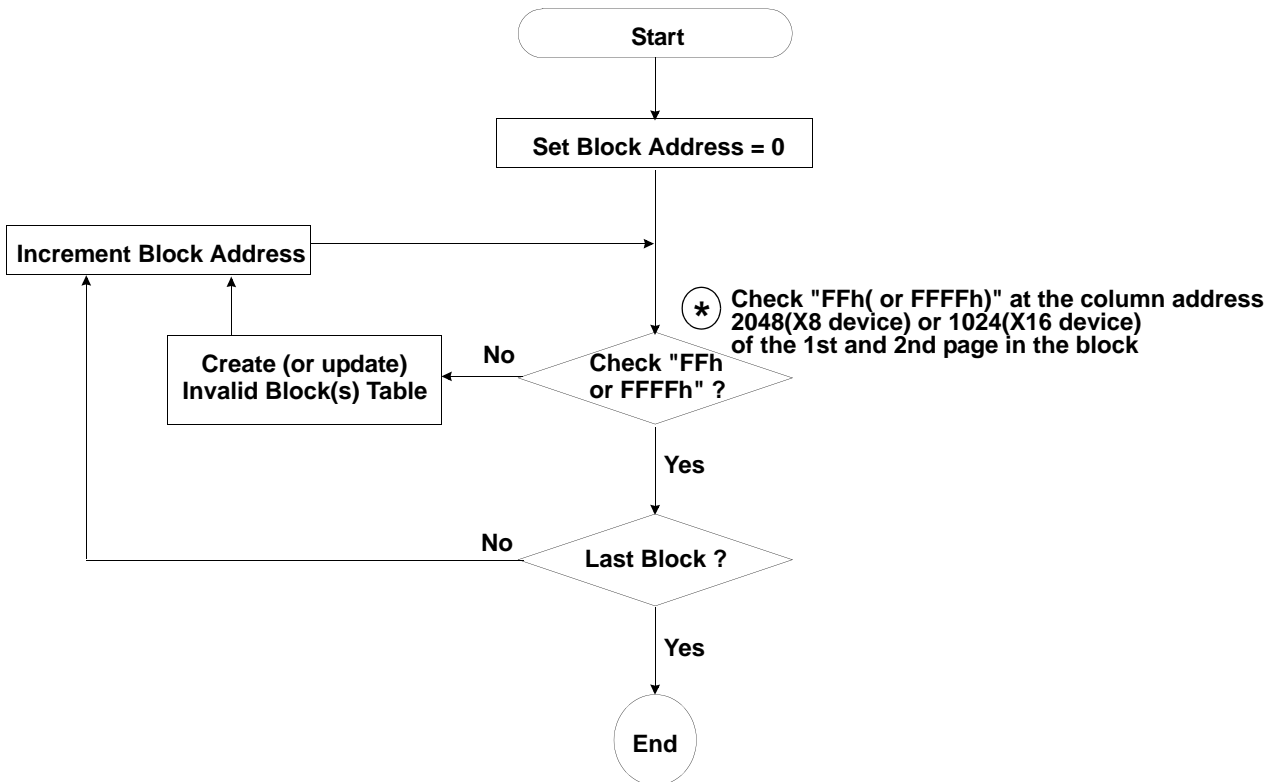 Start
Set Block Address = 0
Increment Block Address
* Check "FFh( or FFFFh)" at the column address
2048(X8 device) or 1024(X16 device)
of the 1st and 2nd page in the block
Create (or update)
Invalid Block(s) Table
No
Check "FFh
or FFFFh" ?
Yes
No
Last Block ?
Yes
End